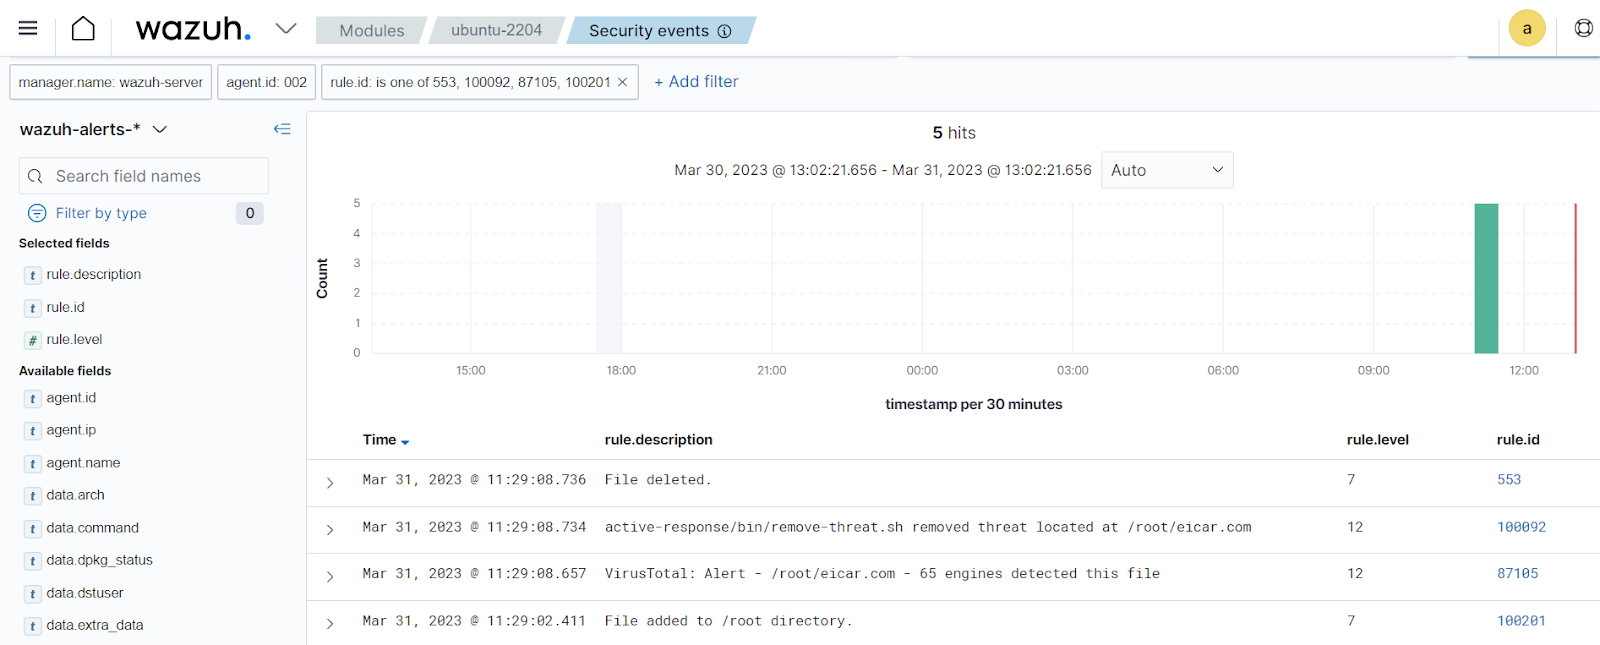 wazuh.
Modules
ubuntu-2204
Security events
a
manager.name: wazuh-server
agent.id: 002
rule.id: is one of 553, 100092, 87105, 100201 ×
+ Add filter
wazuh-alerts-*
Search field names
Filter by type 0
Selected fields
t rule.description
t rule.id
# rule.level
Available fields
t agent.id
t agent.ip
t agent.name
t data.arch
t data.command
t data.dpkg_status
t data.dstuser
t data.extra_data
5 hits
Mar 30, 2023 @ 13:02:21.656 - Mar 31, 2023 @ 13:02:21.656 Auto
Count
5
4
3
2
1
0
15:00 18:00 21:00 00:00 03:00 06:00 09:00 12:00
timestamp per 30 minutes
Time rule.description rule.level rule.id
Mar 31, 2023 @ 11:29:08.736 File deleted. 7 553
Mar 31, 2023 @ 11:29:08.734 active-response/bin/remove-threat.sh removed threat located at /root/eicar.com 12 100092
Mar 31, 2023 @ 11:29:08.657 VirusTotal: Alert - /root/eicar.com - 65 engines detected this file 12 87105
Mar 31, 2023 @ 11:29:02.411 File added to /root directory. 7 100201